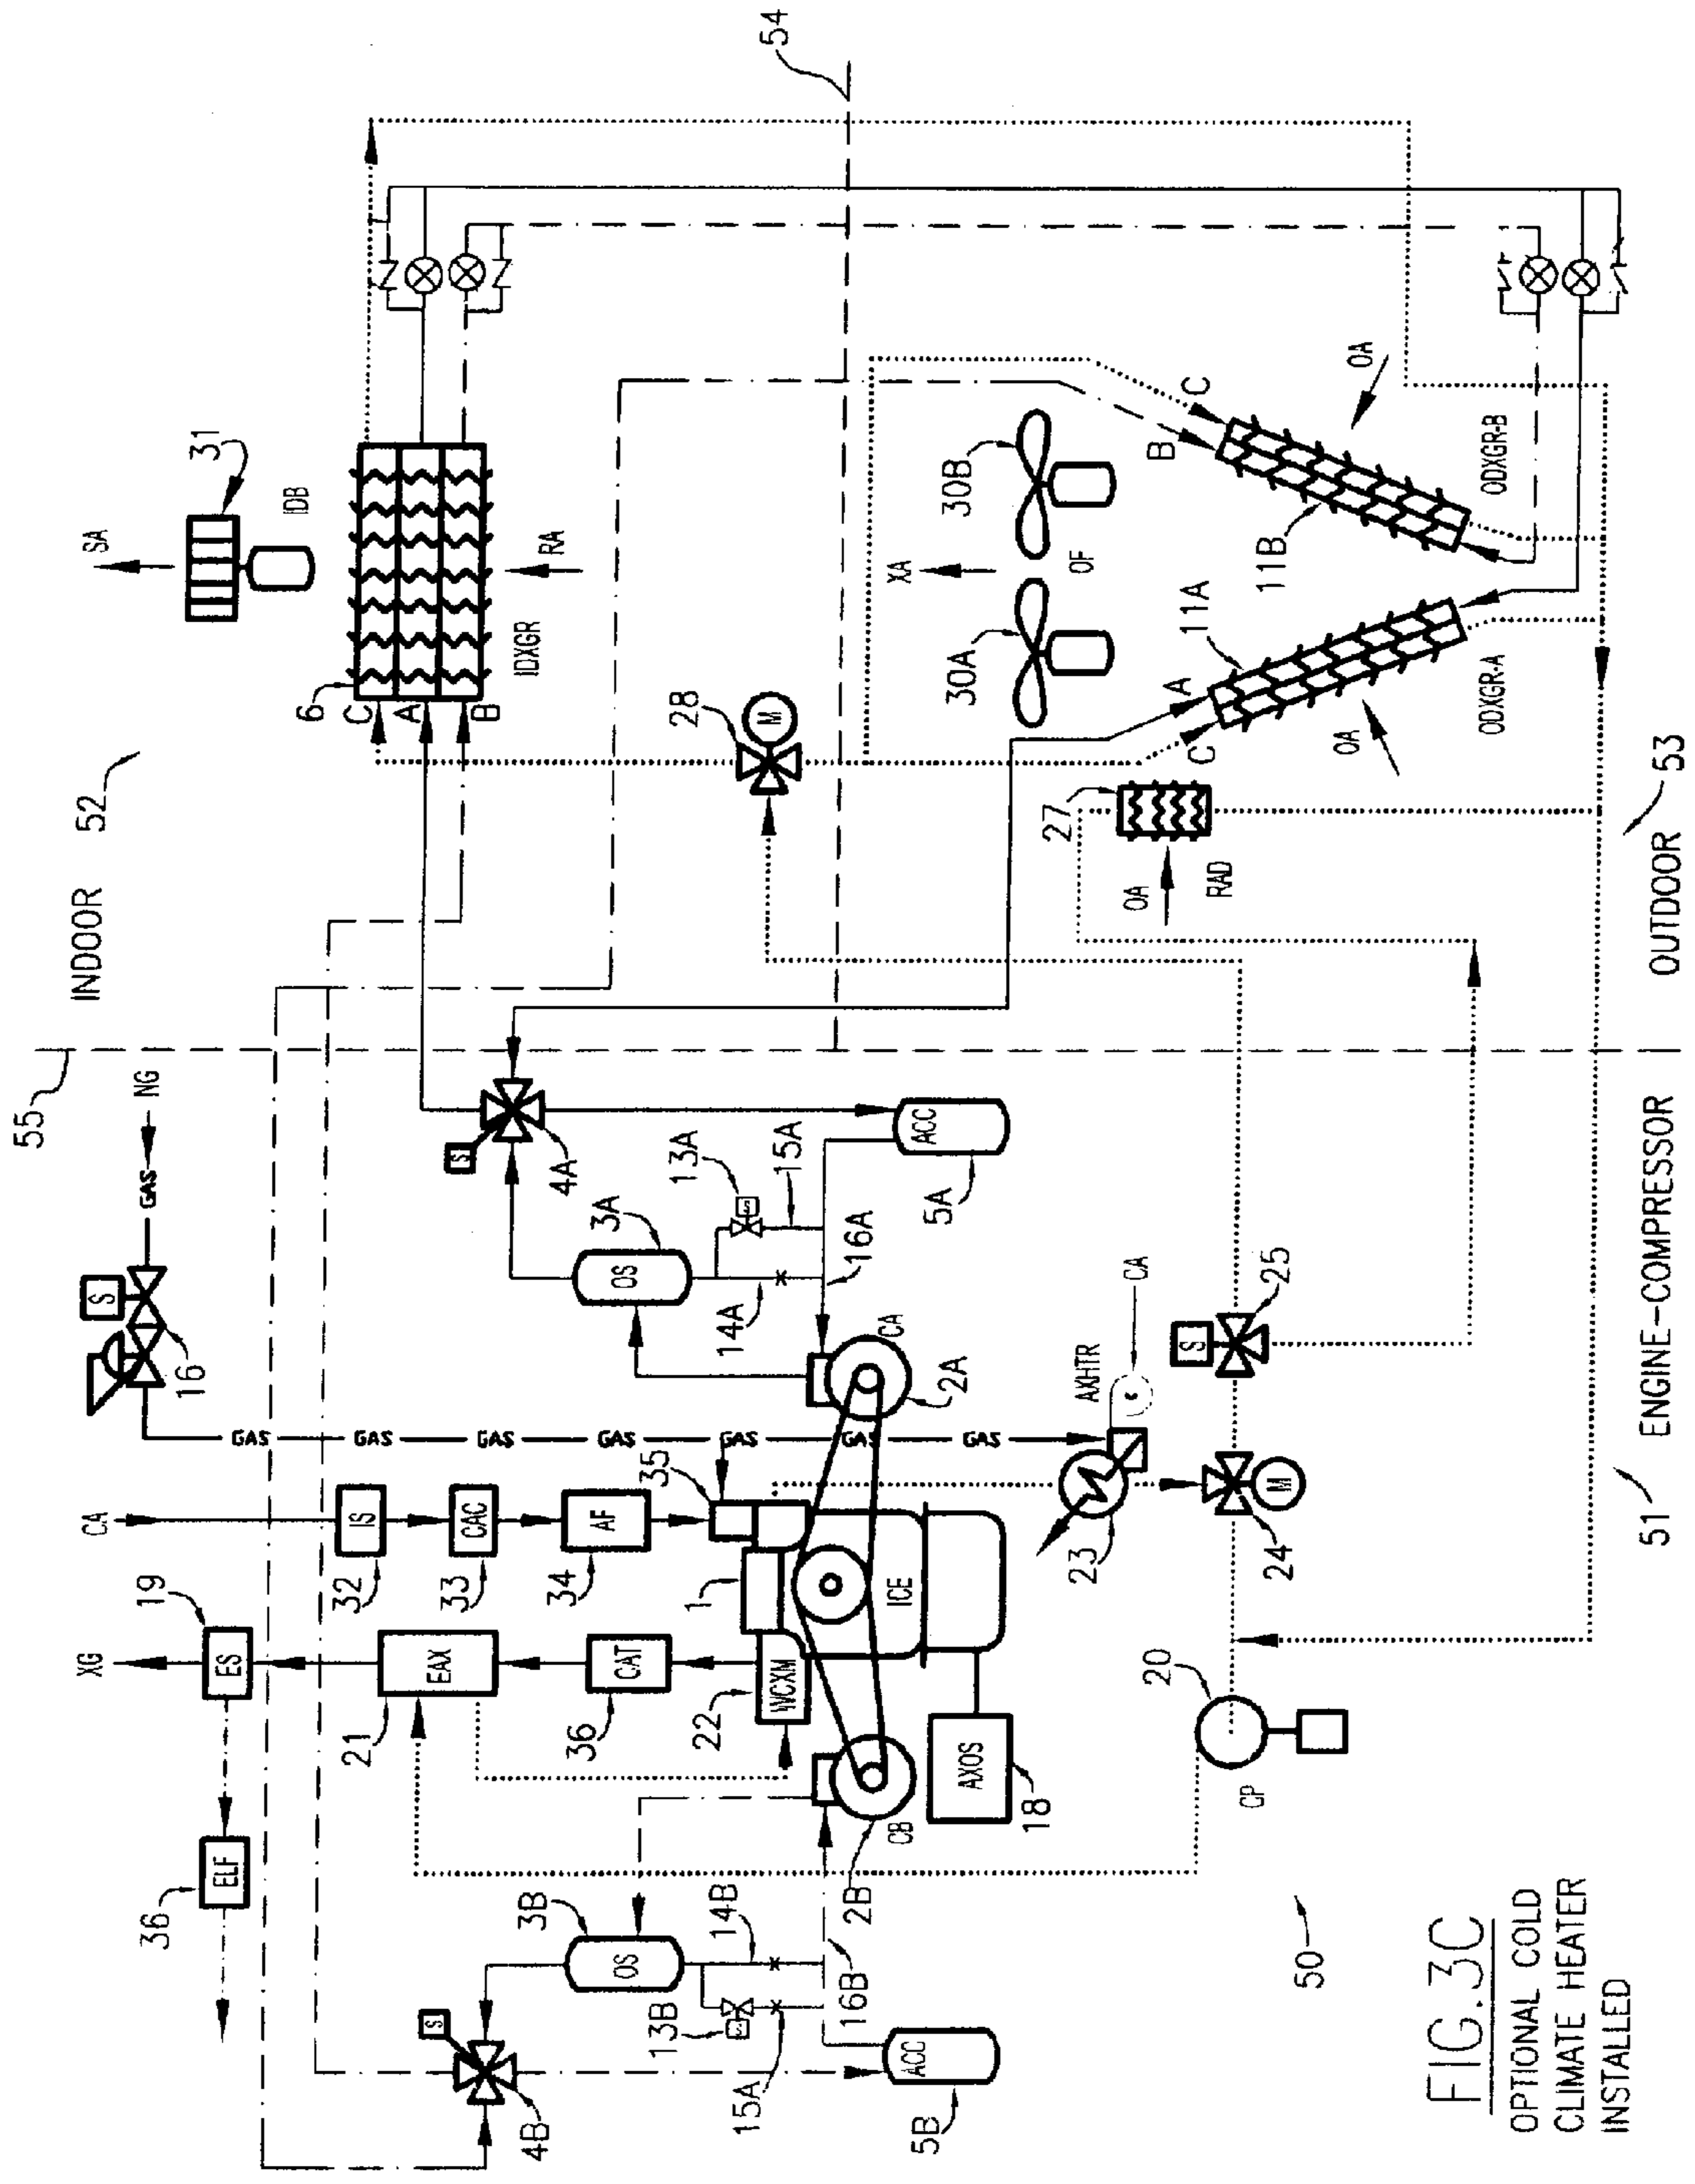 55
INDOOR
XG
CA
NG
SA
52
S
GAS
36
19
16
31
ELF
ES
IDB
6
C
A
B
IDXGR
RA
IS
32
EAX
21
CAC
33
AF
34
CAT
36
S
4B
S
4A
3B
OS
3A
OS
GAS
GAS
GAS
GAS
GAS
GAS
GAS
13B
S
15A
14B
13A
S
15A
14A
22
WCXM
1
35
28
M
54
16B
2B
CB
16A
CA
5B
ACC
5A
ACC
2A
ICE
AXOS
18
XA
30A
30B
OF
27
OA
RAD
23
AXHTR
CA
20
CP
24
M
25
S
11A
11B
A
C
B
C
OA
OA
ODXGR-A
ODXGR-B
50
51
53
ENGINE-COMPRESSOR
OUTDOOR
FIG.3C
OPTIONAL COLD
CLIMATE HEATER
INSTALLED